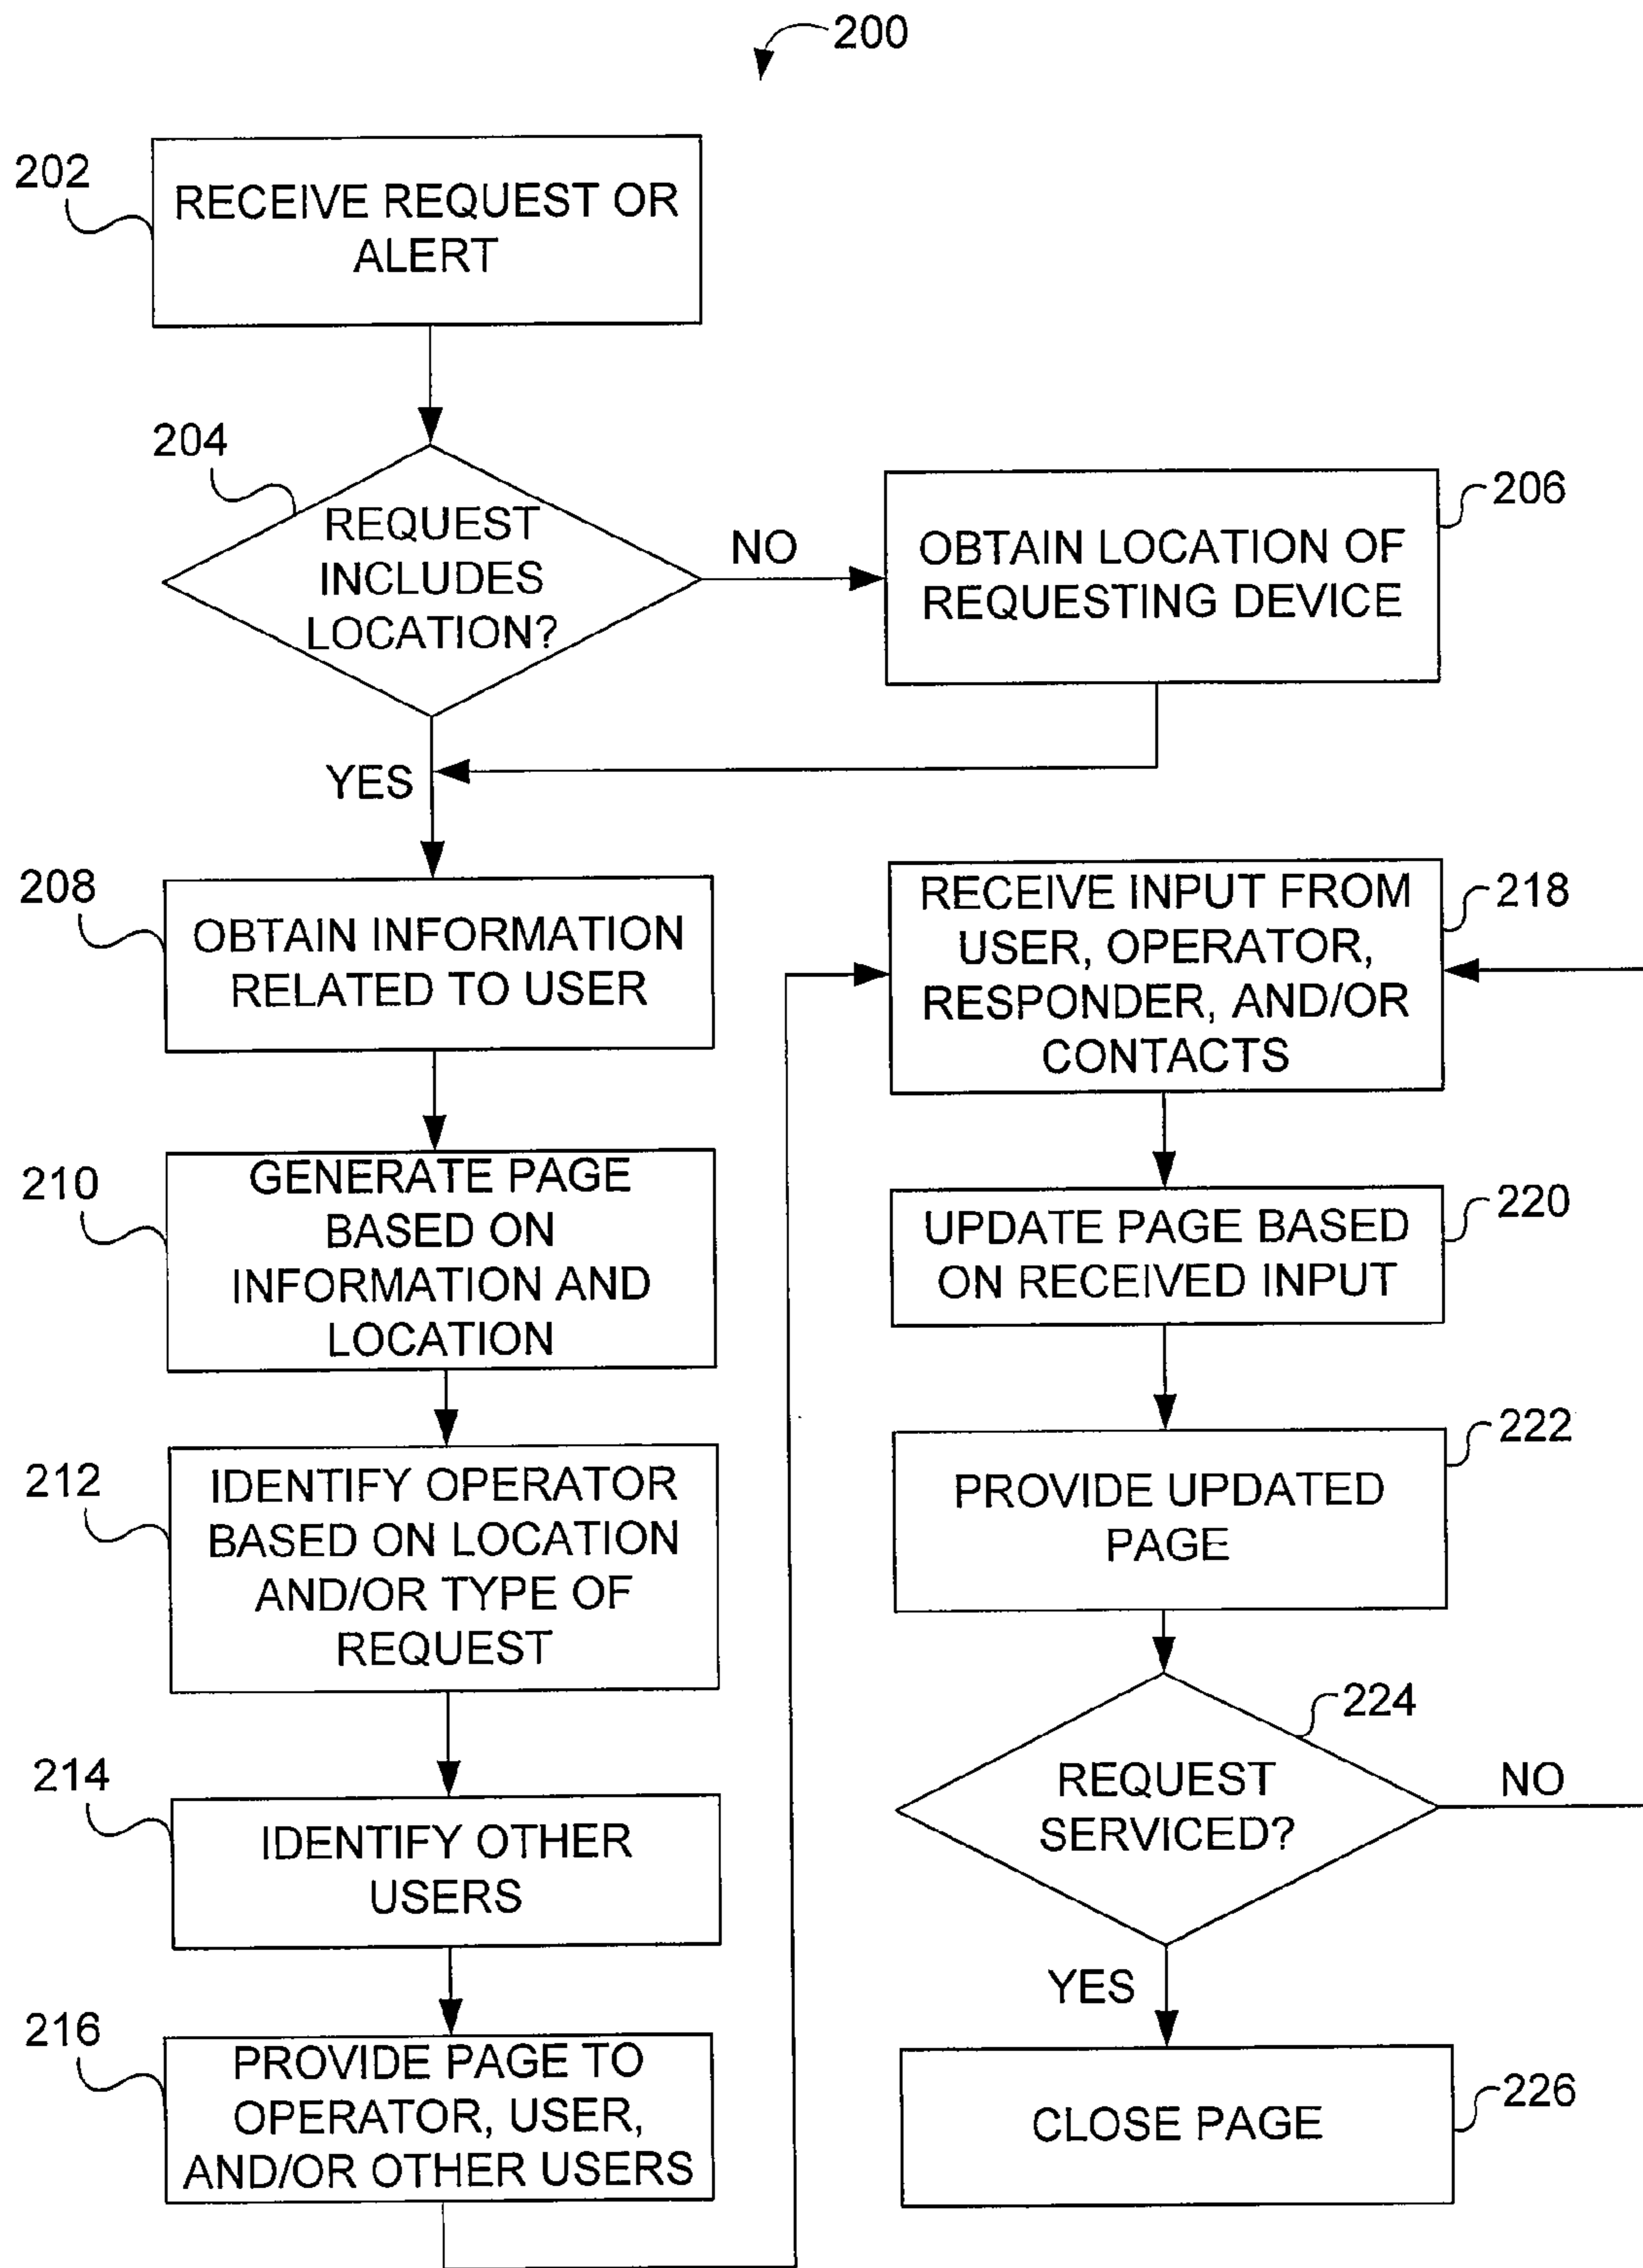 200
202
RECEIVE REQUEST OR
ALERT
204
REQUEST
INCLUDES
LOCATION?
NO
206
OBTAIN LOCATION OF
REQUESTING DEVICE
YES
208
OBTAIN INFORMATION
RELATED TO USER
210
GENERATE PAGE
BASED ON
INFORMATION AND
LOCATION
212
IDENTIFY OPERATOR
BASED ON LOCATION
AND/OR TYPE OF
REQUEST
214
IDENTIFY OTHER
USERS
216
PROVIDE PAGE TO
OPERATOR, USER,
AND/OR OTHER USERS
218
RECEIVE INPUT FROM
USER, OPERATOR,
RESPONDER, AND/OR
CONTACTS
220
UPDATE PAGE BASED
ON RECEIVED INPUT
222
PROVIDE UPDATED
PAGE
224
REQUEST
SERVICED?
NO
YES
226
CLOSE PAGE